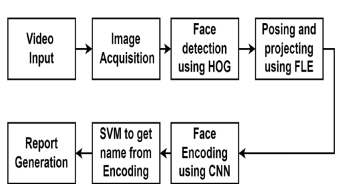 Video
Input
Image
Acquisition
Face
detection
using HOG
Posing and
projecting
using FLE
Face
Encoding
using CNN
SVM to get
name from
Encoding
Report
Generation